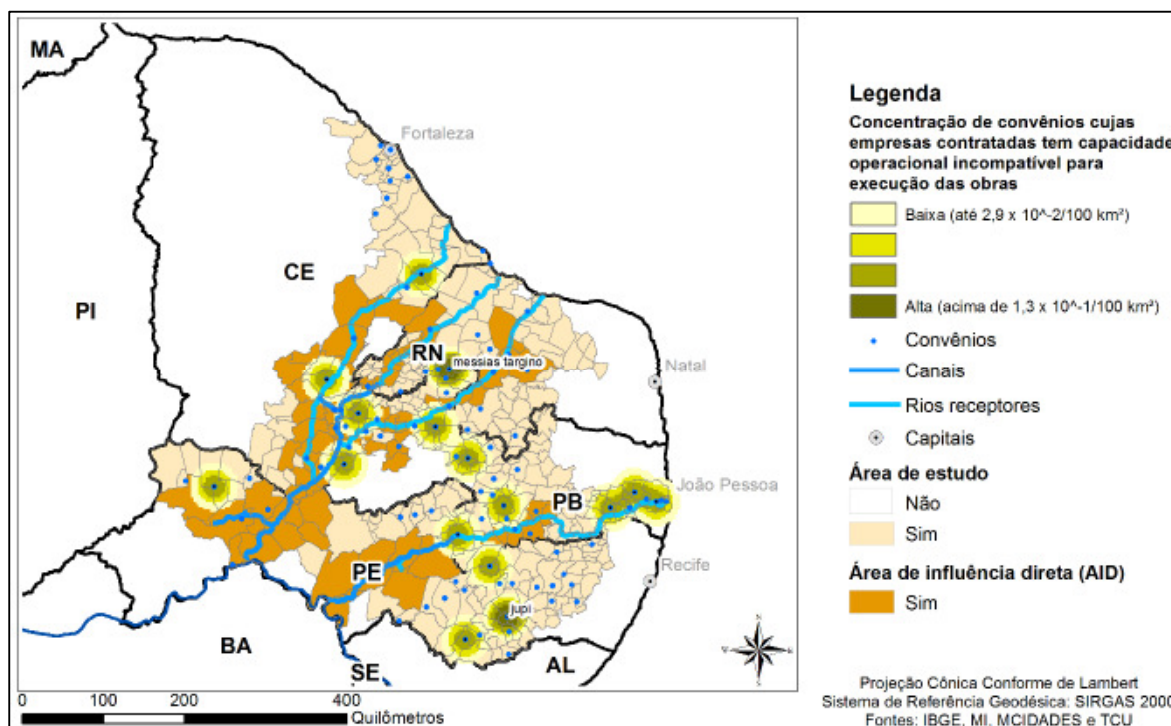 MA
Fortaleza
CE
PI
RN
messias targino
Natal
João Pessoa
PB
PE
Recife
jupi
BA
SE
AL
0 100 200 400
Quilômetros
Legenda
Concentração de convênios cujas
empresas contratadas tem capacidade
operacional incompatível para
execução das obras
Baixa (até 2,9 x 10^-2/100 km²)
Alta (acima de 1,3 x 10^-1/100 km²)
Convênios
Canais
Rios receptores
Capitais
Área de estudo
Não
Sim
Área de influência direta (AID)
Sim
Projeção Cônica Conforme de Lambert
Sistema de Referência Geodésica: SIRGAS 2000
Fontes: IBGE, MI, MCIDADES e TCU